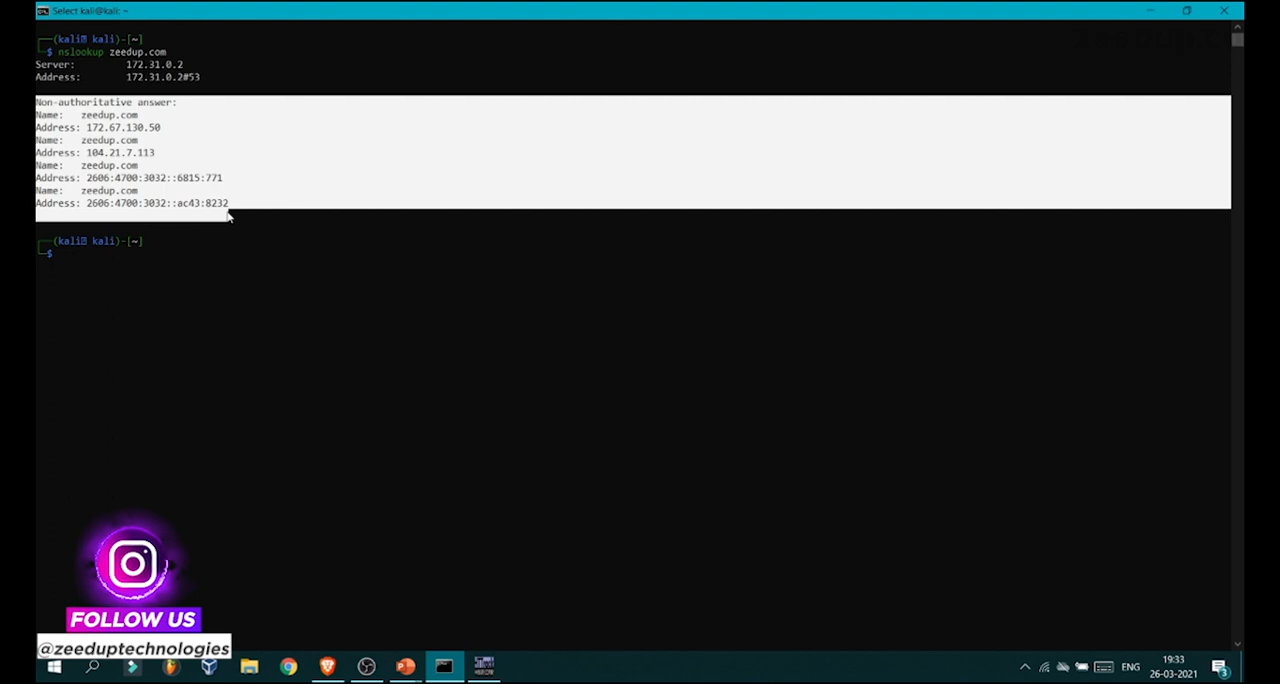 Select kali@kali: ~
(kali kali)-[~]
$ nslookup zeedup.com
Server: 172.31.0.2
Address: 172.31.0.2#53
Non-authoritative answer:
Name: zeedup.com
Address: 172.67.130.50
Name: zeedup.com
Address: 104.21.7.113
Name: zeedup.com
Address: 2606:4700:3032::6815:771
Name: zeedup.com
Address: 2606:4700:3032::ac43:8232
(kali kali)-[~]
$
FOLLOW US
@zeeduptechnologies
ENG
19:33
26-03-2021
3